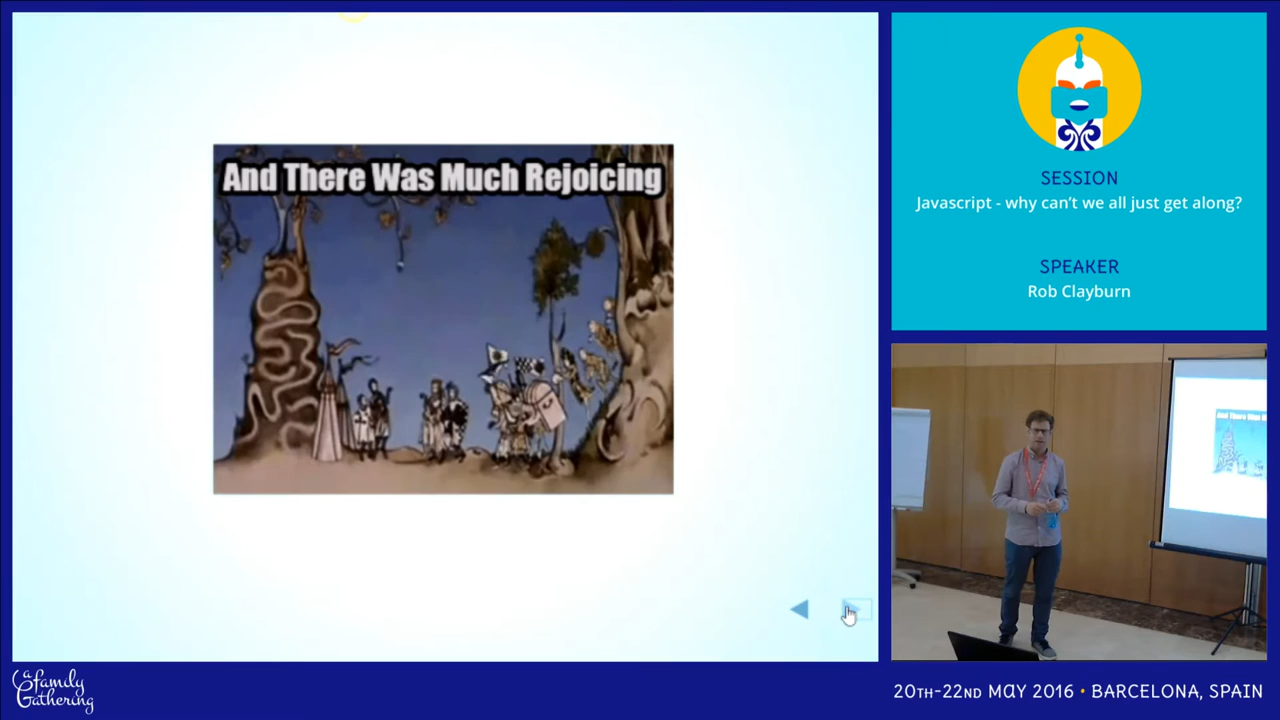 And There Was Much Rejoicing
SESSION
Javascript - why can't we all just get along?
SPEAKER
Rob Clayburn
a family
Gathering
20TH-22ND MAY 2016 • BARCELONA, SPAIN